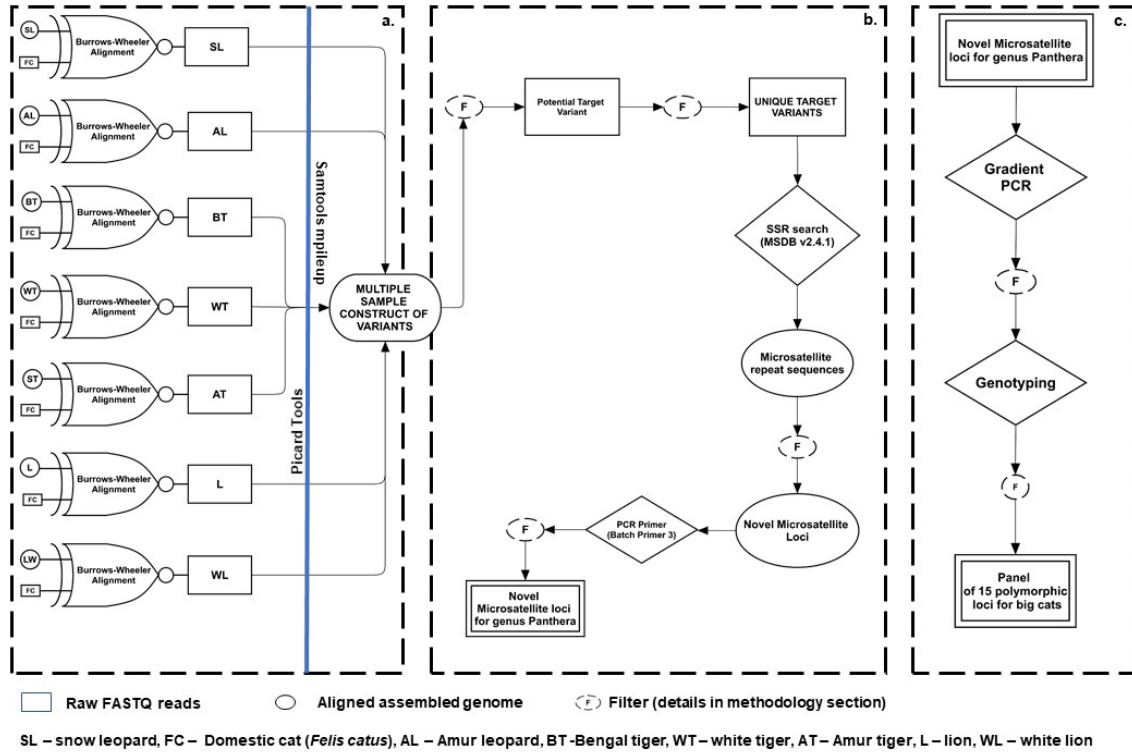 a.
SL
FC
Burrows-Wheeler
Alignment
SL
AL
FC
Burrows-Wheeler
Alignment
AL
BT
FC
Burrows-Wheeler
Alignment
BT
WT
FC
Burrows-Wheeler
Alignment
WT
ST
FC
Burrows-Wheeler
Alignment
AT
L
FC
Burrows-Wheeler
Alignment
L
LW
FC
Burrows-Wheeler
Alignment
WL
Samtools mpileup
Picard Tools
MULTIPLE
SAMPLE
CONSTRUCT OF
VARIANTS
b.
F
Potential Target
Variant
F
UNIQUE TARGET
VARIANTS
SSR search
(MSDB v2.4.1)
Microsatellite
repeat sequences
F
Novel Microsatellite
Loci
PCR Primer
(Batch Primer 3)
F
Novel
Microsatellite loci
for genus Panthera
c.
Novel Microsatellite
loci for genus Panthera
Gradient
PCR
F
Genotyping
F
Panel
of 15 polymorphic
loci for big cats
Raw FASTQ reads
Aligned assembled genome
F
Filter (details in methodology section)
SL – snow leopard, FC – Domestic cat (Felis catus), AL – Amur leopard, BT -Bengal tiger, WT – white tiger, AT – Amur tiger, L – lion, WL – white lion